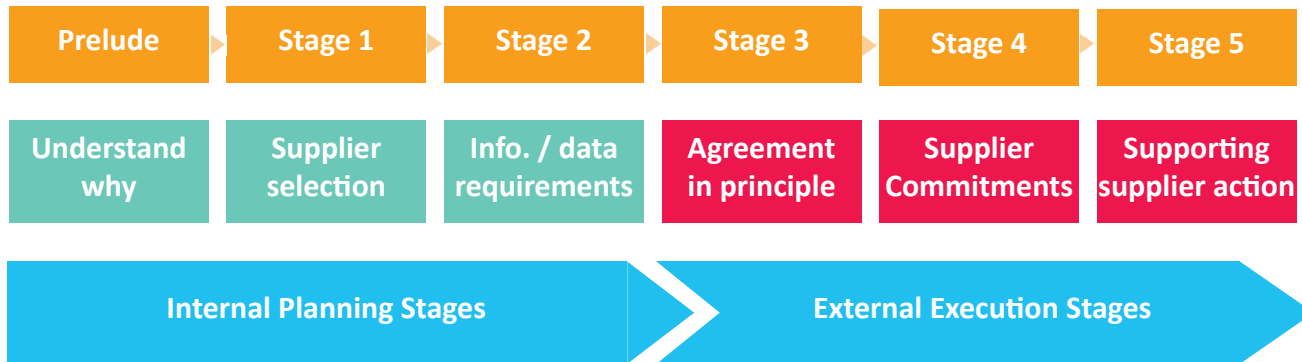 Prelude
Stage 1
Stage 2
Stage 3
Stage 4
Stage 5
Understand
why
Supplier
selection
Info. / data
requirements
Agreement
in principle
Supplier
Commitments
Supporting
supplier action
Internal Planning Stages
External Execution Stages